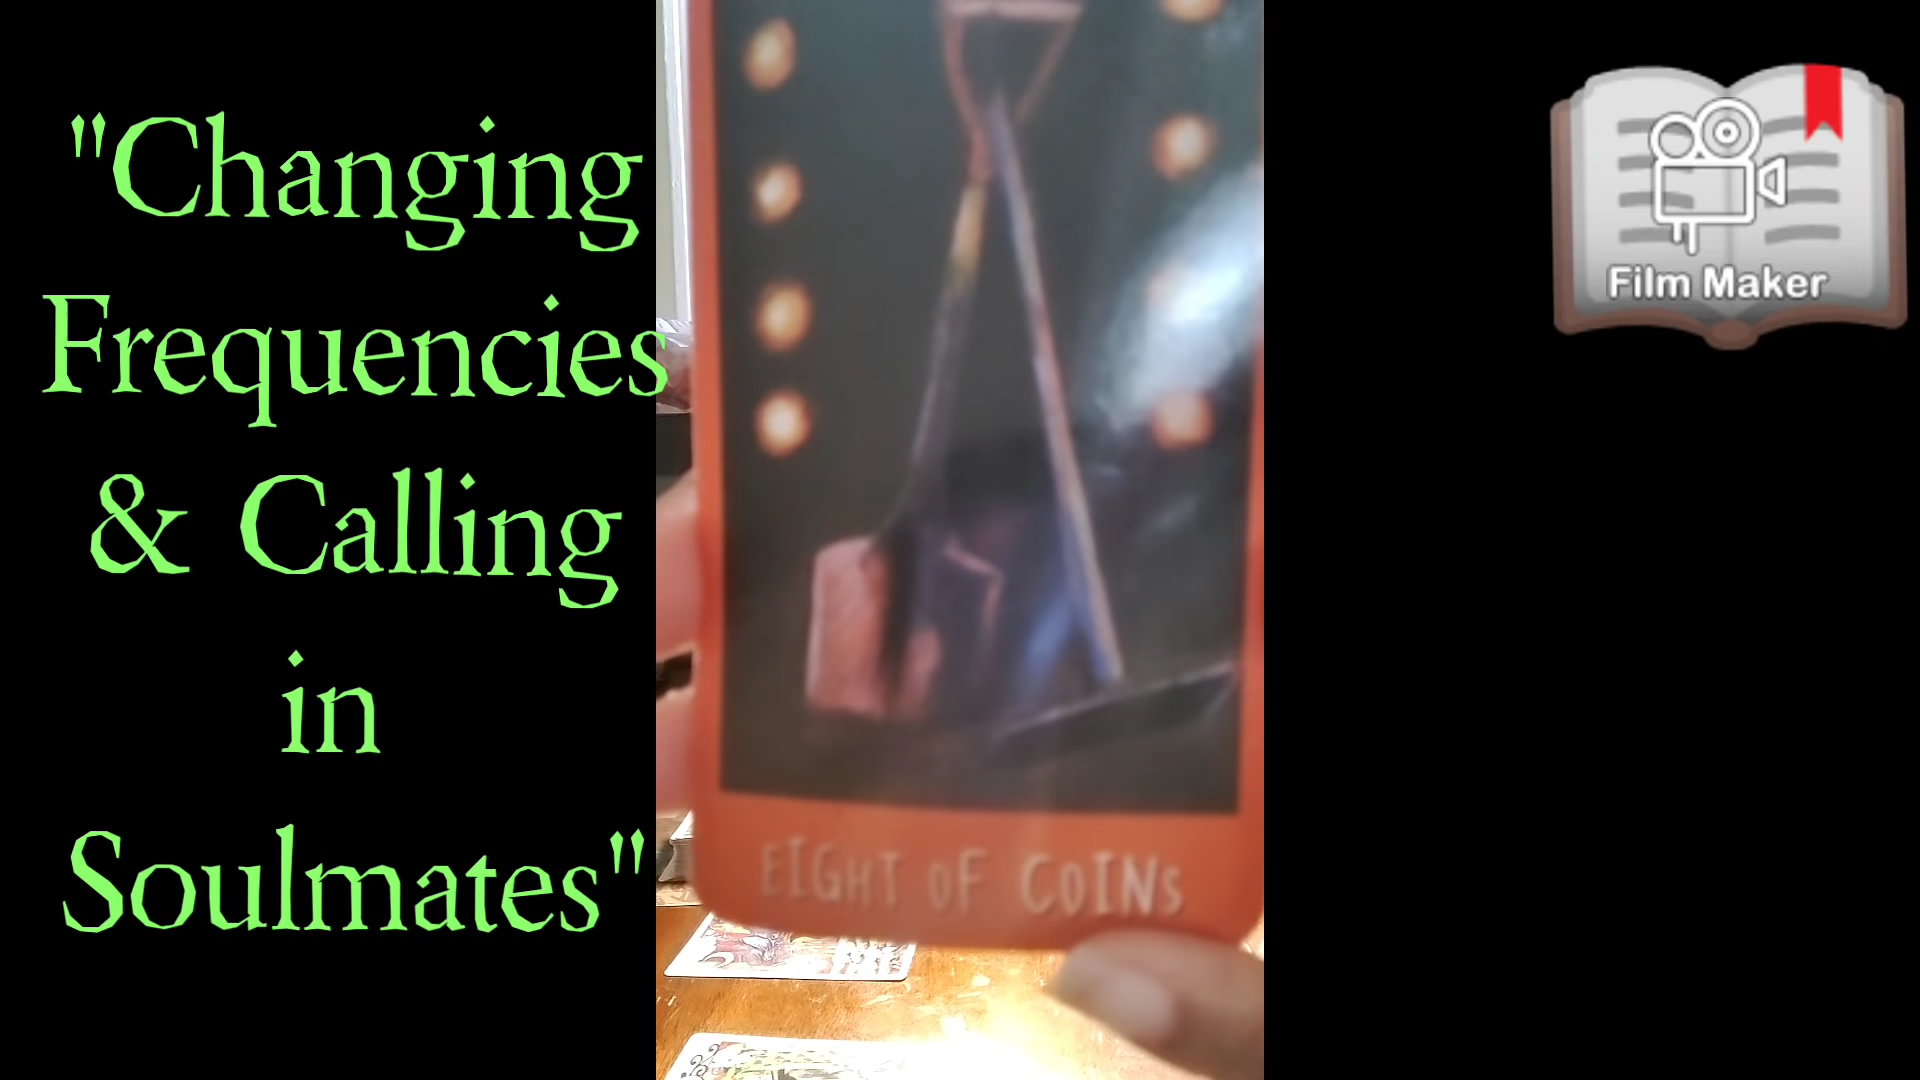 "Changing
Frequencies
& Calling
in
Soulmates"
EIGHT OF COINS
Film Maker